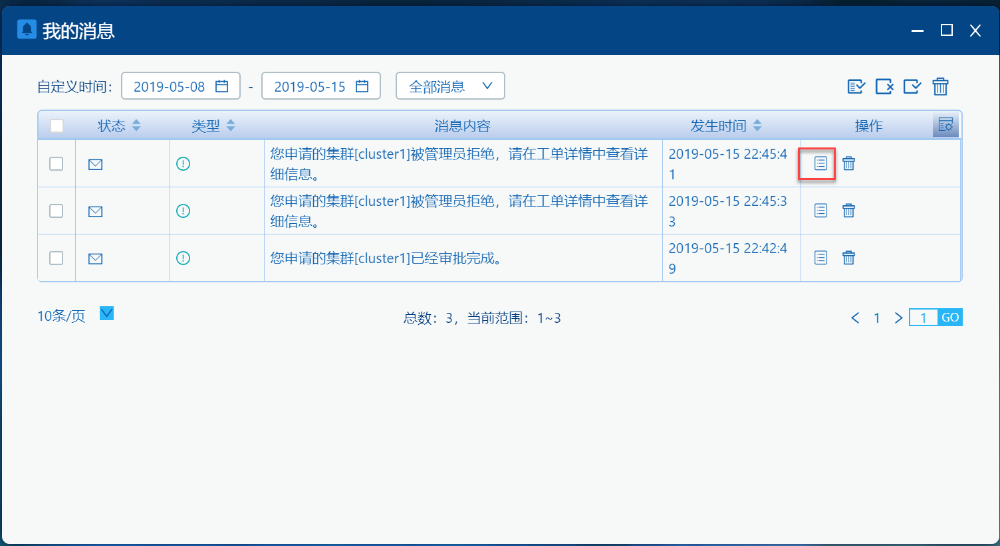 我的消息
自定义时间： 2019-05-08 - 2019-05-15 全部消息
状态 类型 消息内容 发生时间 操作
您申请的集群[cluster1]被管理员拒绝，请在工单详情中查看详
细信息。
2019-05-15 22:45:4
1
您申请的集群[cluster1]被管理员拒绝，请在工单详情中查看详
细信息。
2019-05-15 22:45:3
3
您申请的集群[cluster1]已经审批完成。
2019-05-15 22:42:4
9
10条/页 总数：3，当前范围：1~3 1 1 GO